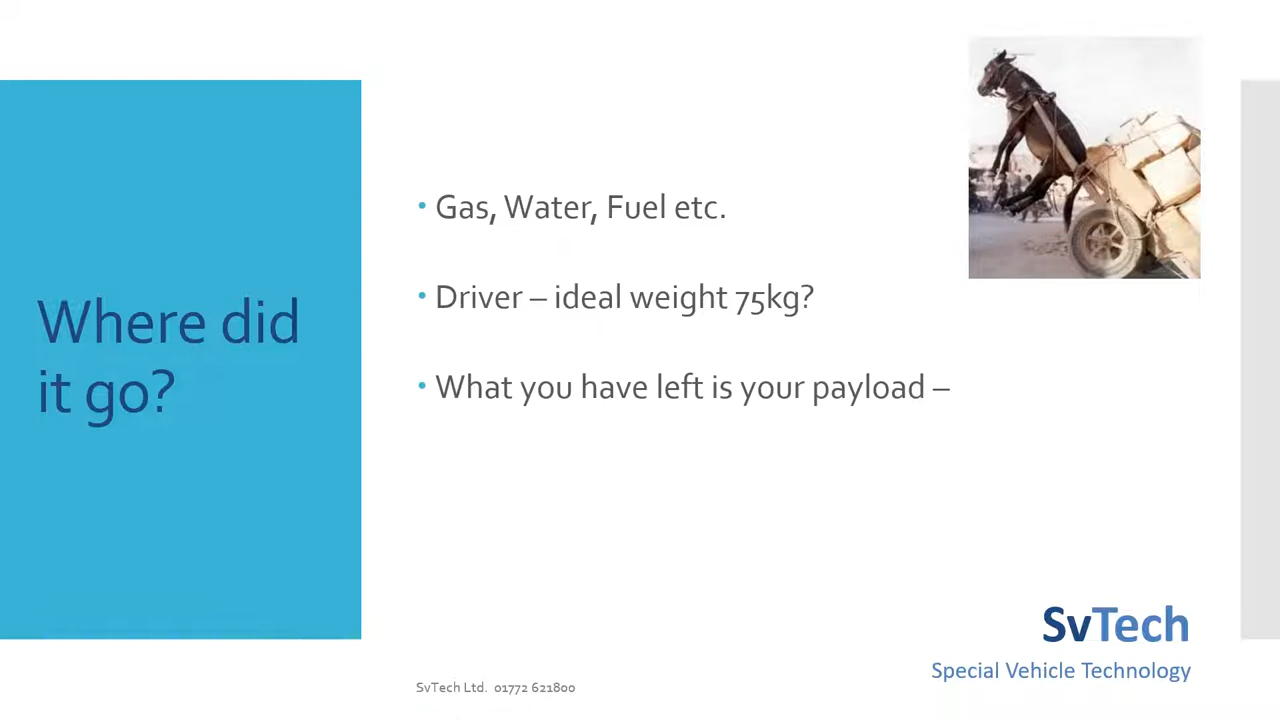 Where did
it go?
• Gas, Water, Fuel etc.
• Driver – ideal weight 75kg?
• What you have left is your payload –
SvTech
Special Vehicle Technology
SvTech Ltd. 01772 621800